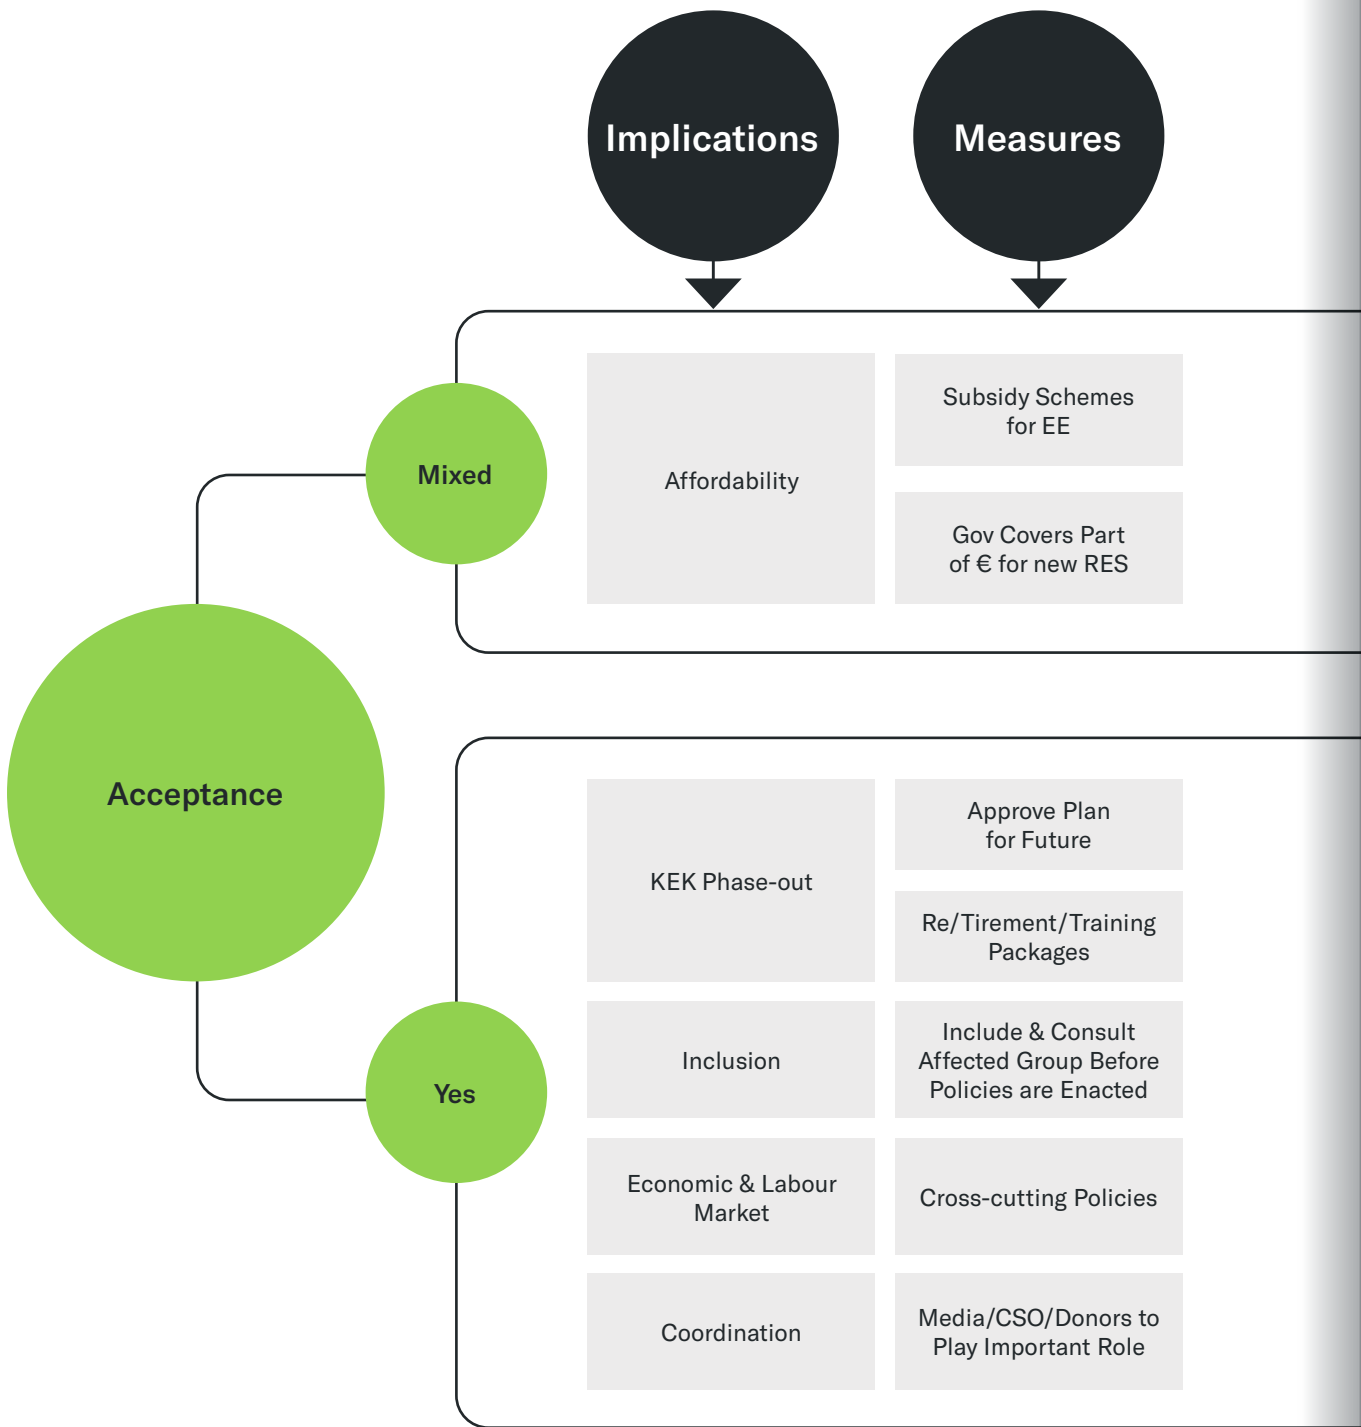 Implications
Measures
Mixed
Affordability
Subsidy Schemes
for EE
Gov Covers Part
of € for new RES
Acceptance
Yes
KEK Phase-out
Approve Plan
for Future
Re/Tirement/Training
Packages
Inclusion
Include & Consult
Affected Group Before
Policies are Enacted
Economic & Labour
Market
Cross-cutting Policies
Coordination
Media/CSO/Donors to
Play Important Role